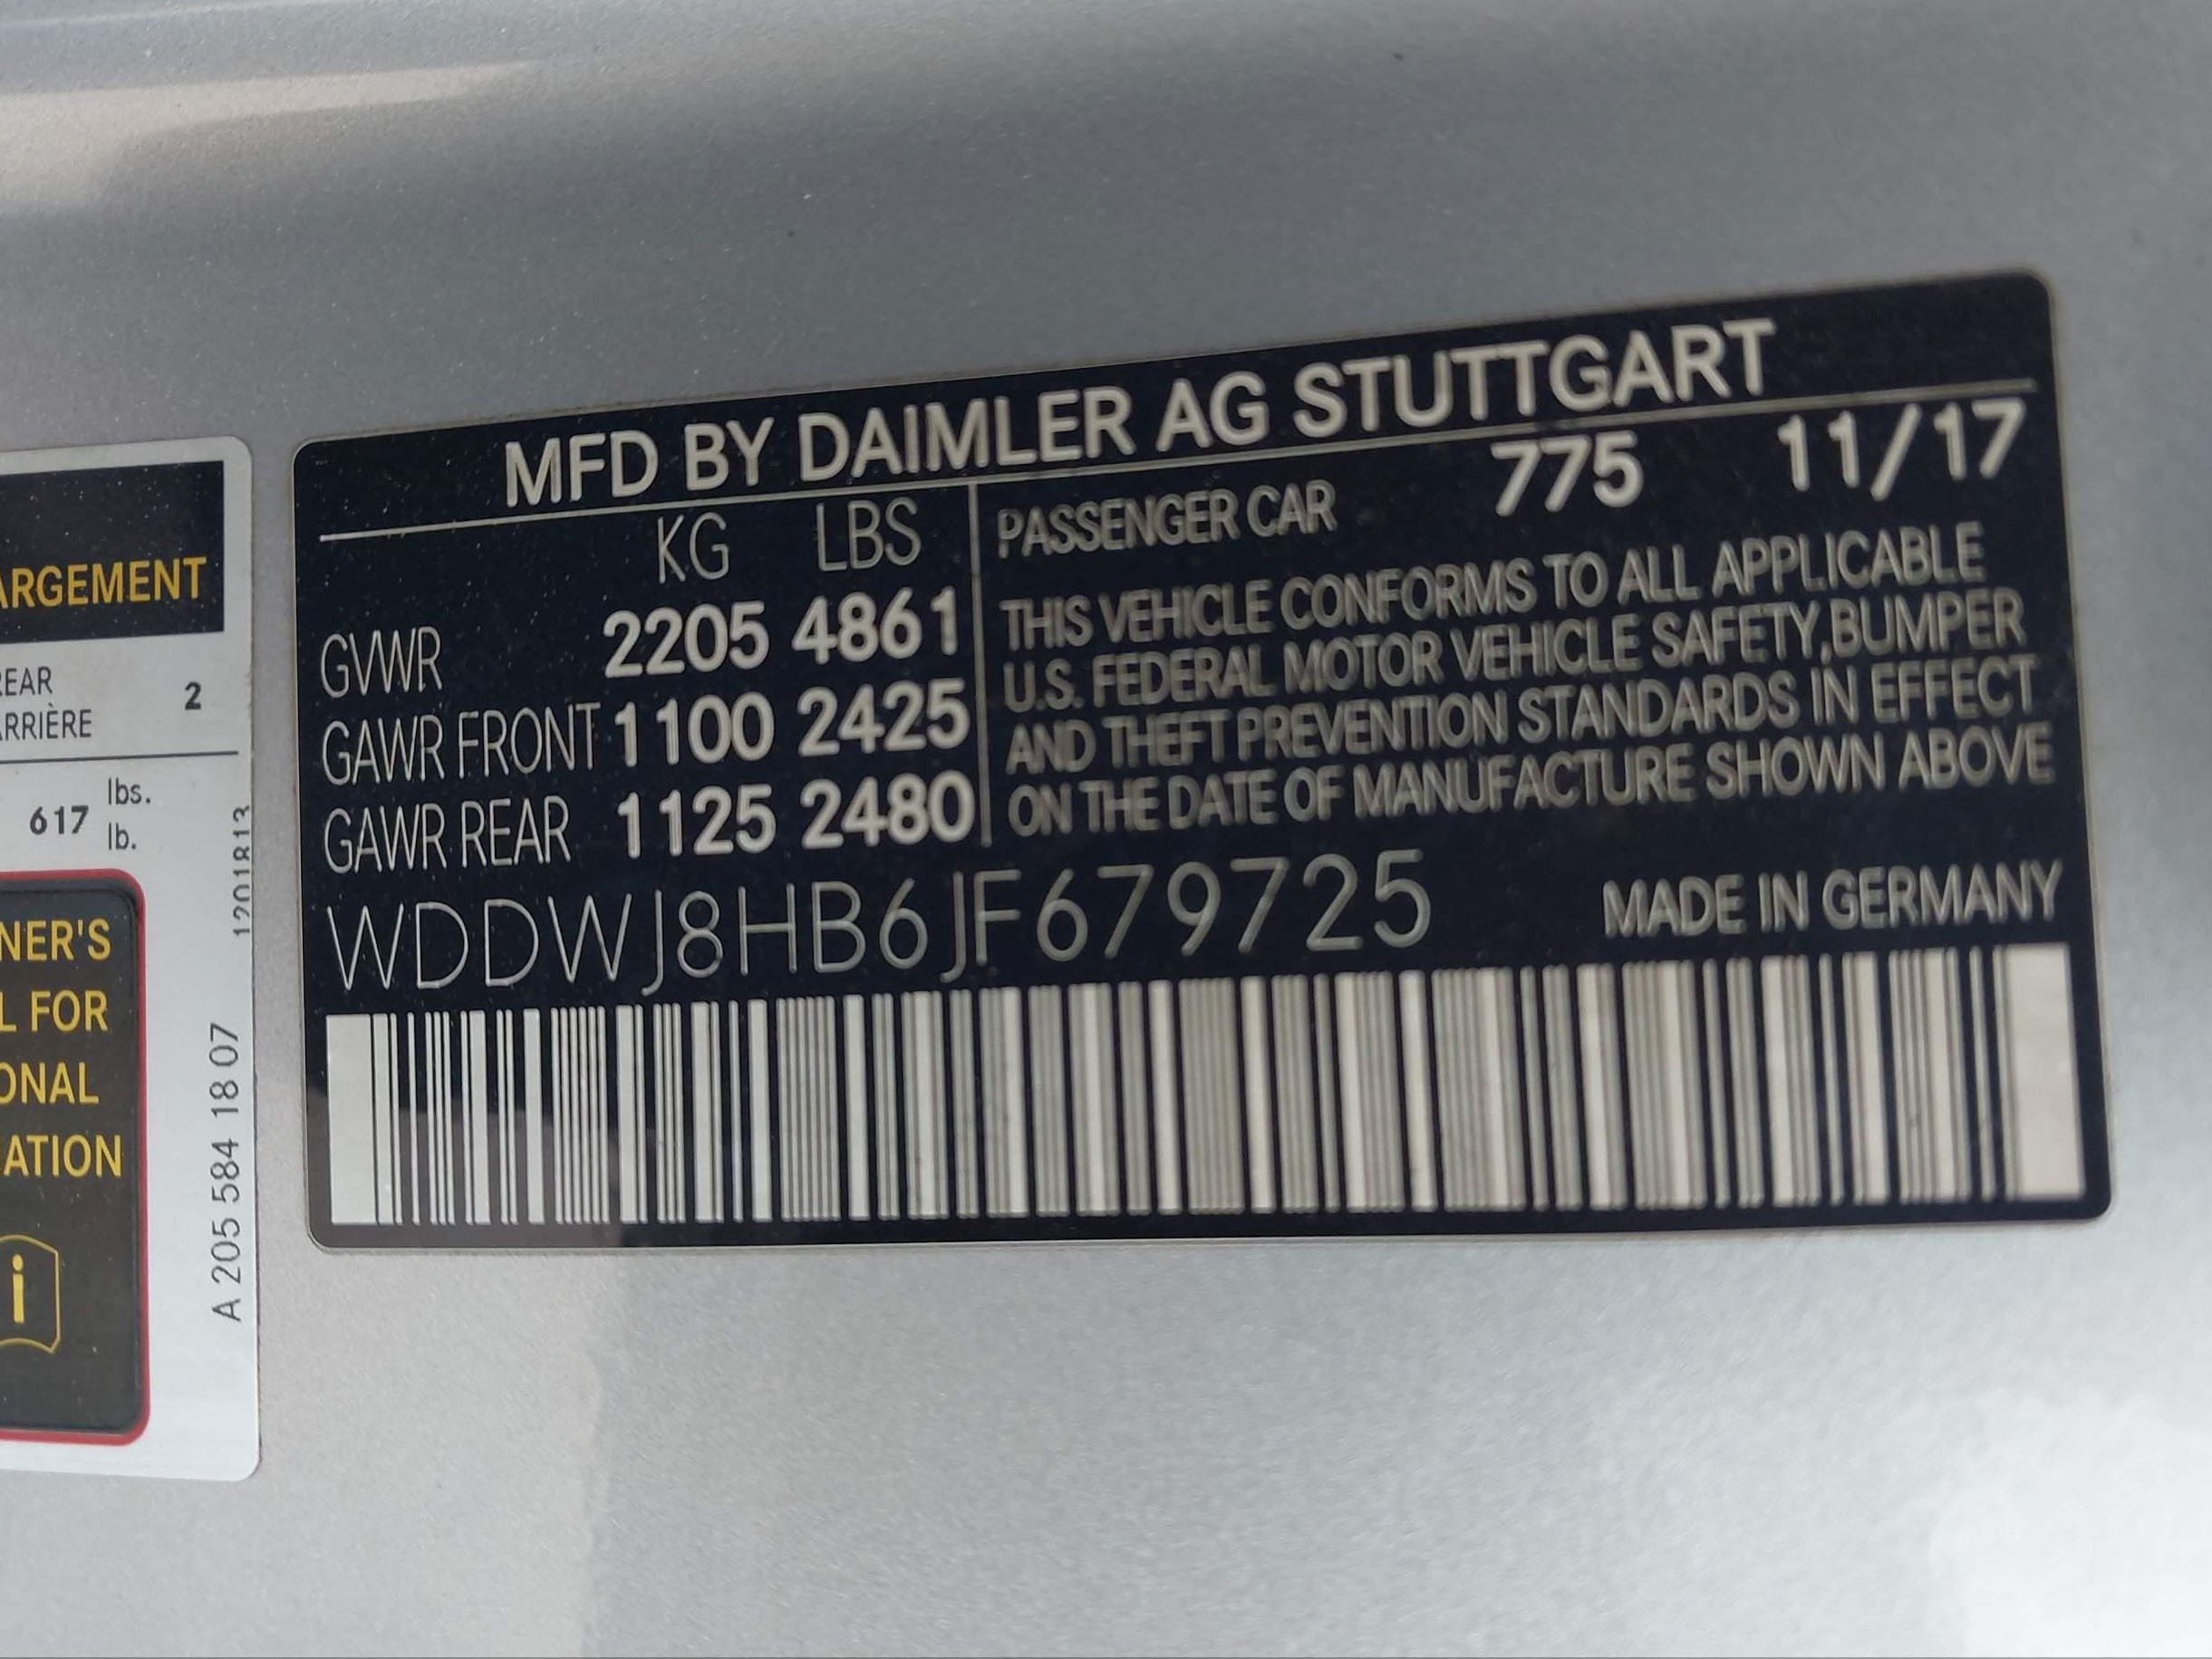 ARGEMENT
REAR
ARRIÈRE
2
617
lbs.
lb.
1201813
NER'S
L FOR
ONAL
ATION
i
A 205 584 18 07
MFD BY DAIMLER AG STUTTGART
KG LBS
GVWR 2205 4861
GAWR FRONT 1100 2425
GAWR REAR 1125 2480
PASSENGER CAR 775 11/17
THIS VEHICLE CONFORMS TO ALL APPLICABLE
U.S. FEDERAL MOTOR VEHICLE SAFETY,BUMPER
AND THEFT PREVENTION STANDARDS IN EFFECT
ON THE DATE OF MANUFACTURE SHOWN ABOVE
WDDWJ8HB6JF679725
MADE IN GERMANY